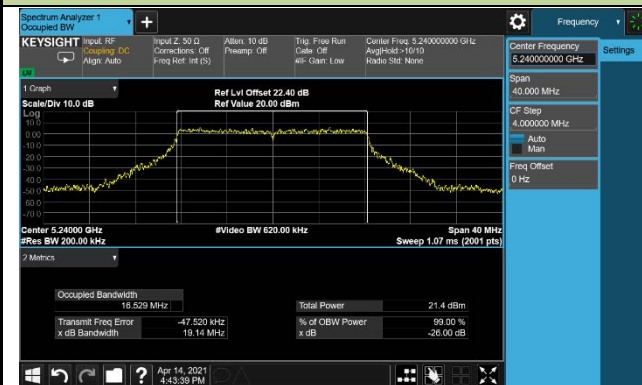 Spectrum Analyzer 1
Occupied BW
+
Frequency
KEYSIGHT
Input: RF
Coupling: DC
Align: Auto
Input Z: 50 Ω
Corrections: Off
Freq Ref: Int (S)
Atten: 10 dB
Preamp: Off
Trig: Free Run
Gate: Off
#IF Gain: Low
Center Freq: 5.240000000 GHz
Avg|Hold:>10/10
Radio Std: None
Center Frequency
5.240000000 GHz
Settings
Span
40.000 MHz
CF Step
4.000000 MHz
Auto
Man
Freq Offset
0 Hz
1 Graph
Scale/Div 10.0 dB
Ref Lvl Offset 22.40 dB
Ref Value 20.00 dBm
Log
10.0
0.00
-10.0
-20.0
-30.0
-40.0
-50.0
-60.0
-70.0
Center 5.24000 GHz
#Video BW 620.00 kHz
Span 40 MHz
#Res BW 200.00 kHz
Sweep 1.07 ms (2001 pts)
2 Metrics
Occupied Bandwidth
16.529 MHz
Total Power 21.4 dBm
Transmit Freq Error -47.520 kHz
% of OBW Power 99.00 %
x dB Bandwidth 19.14 MHz
x dB -26.00 dB
?
Apr 14, 2021
4:43:39 PM